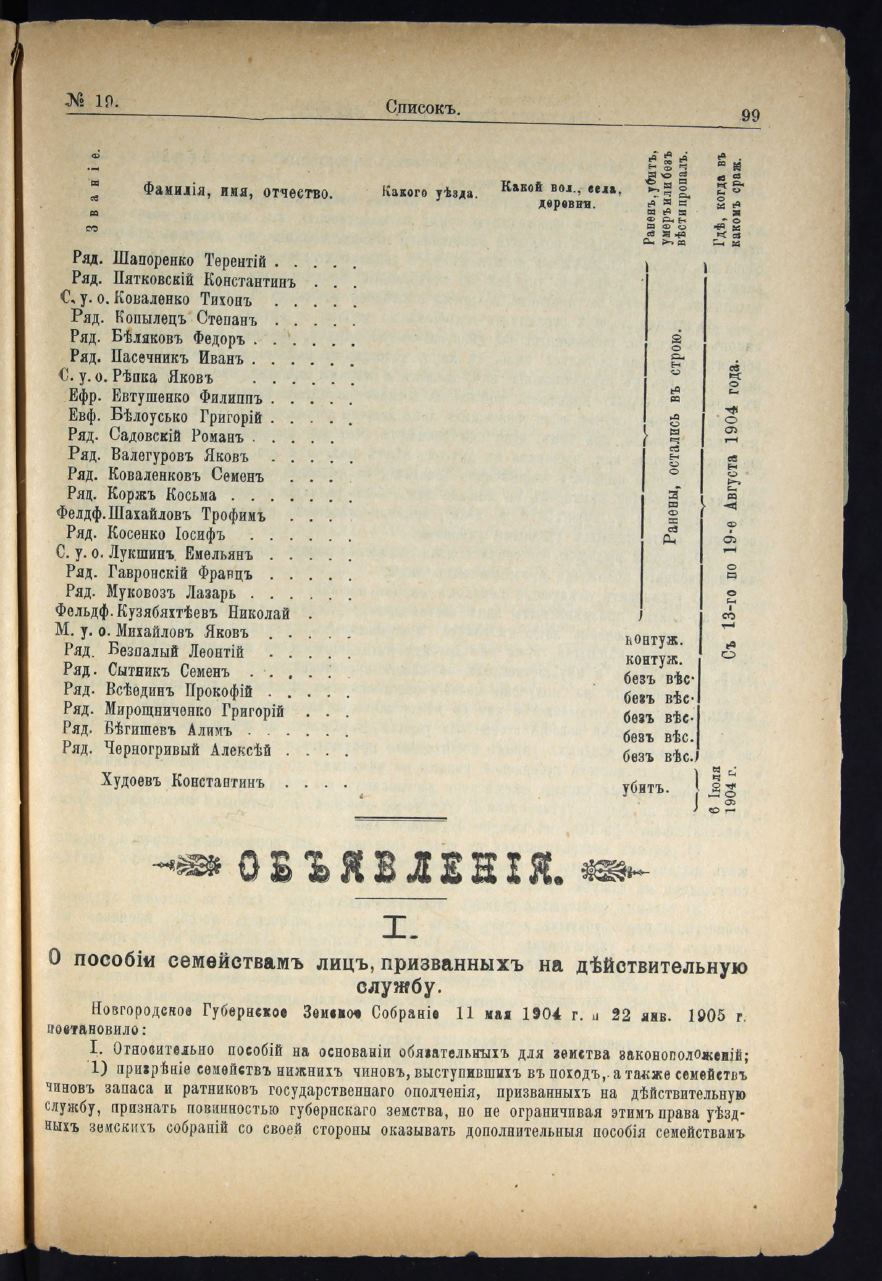 № 19.
Списокъ.
99
Званіе.
Фамилія, имя, отчество.
Какого уѣзда.
Какой вол., села,
деревни.
Раненъ, убитъ,
умеръ или безъ
вѣсти пропалъ.
Гдѣ, когда въ
какомъ сраж.
Ряд. Шапоренко Терентій . . . . .
Ряд. Пятковскій Константинъ . . .
С. у. о. Коваленко Тихонъ . . . . .
Ряд. Копылецъ Степанъ . . . . .
Ряд. Бѣляковъ Федоръ . . . . . .
Ряд. Пасечникъ Иванъ . . . . . .
С. у. о. Рѣпка Яковъ . . . . . .
Ефр. Евтушенко Филиппъ . . . . .
Евф. Бѣлоусько Григорій . . . . .
Ряд. Садовскій Романъ . . . . .
Ряд. Валегуровъ Яковъ . . . . .
Ряд. Коваленковъ Семенъ . . .
Ряд. Коржъ Косьма . . . . . . .
Фелдф. Шахайловъ Трофимъ . . .
Ряд. Косенко Іосифъ . . . . . .
С. у. о. Лукшинъ Емельянъ . . . . .
Ряд. Гавронскій Францъ . . . . .
Ряд. Муковозъ Лазарь . . . . . .
Фельдф. Кузябяхтѣевъ Николай .
Ранены, остались въ строю.
М. у. о. Михайловъ Яковъ . . . . . контуж.
Ряд. Безпалый Леонтій . . . . . контуж.
Ряд. Сытникъ Семенъ . . . . . . безъ вѣс.
Ряд. Всѣединъ Прокофій . . . . . безъ вѣс.
Ряд. Мирощниченко Григорій . . . безъ вѣс.
Ряд. Бѣгишевъ Алимъ . . . . . . безъ вѣс.
Ряд. Черногривый Алексѣй . . . . безъ вѣс.
Съ 13-го по 19-е Августа 1904 года.
Худоевъ Константинъ . . . . убитъ.
6 Іюля
1904 г.
ОБЪЯВЛЕНІЯ.
I.
О пособіи семействамъ лицъ, призванныхъ на дѣйствительную
службу.
Новгородское Губернское Земское Собраніе 11 мая 1904 г. и 22 янв. 1905 г.
постановило:
I. Относительно пособій на основаніи обязательныхъ для земства законоположеній;
1) призрѣніе семействъ нижнихъ чиновъ, выступившихъ въ походъ, а также семействъ
чиновъ запаса и ратниковъ государственнаго ополченія, призванныхъ на дѣйствительную
службу, признать повинностью губернскаго земства, но не ограничивая этимъ права уѣзд-
ныхъ земскихъ собраній со своей стороны оказывать дополнительныя пособія семействамъ